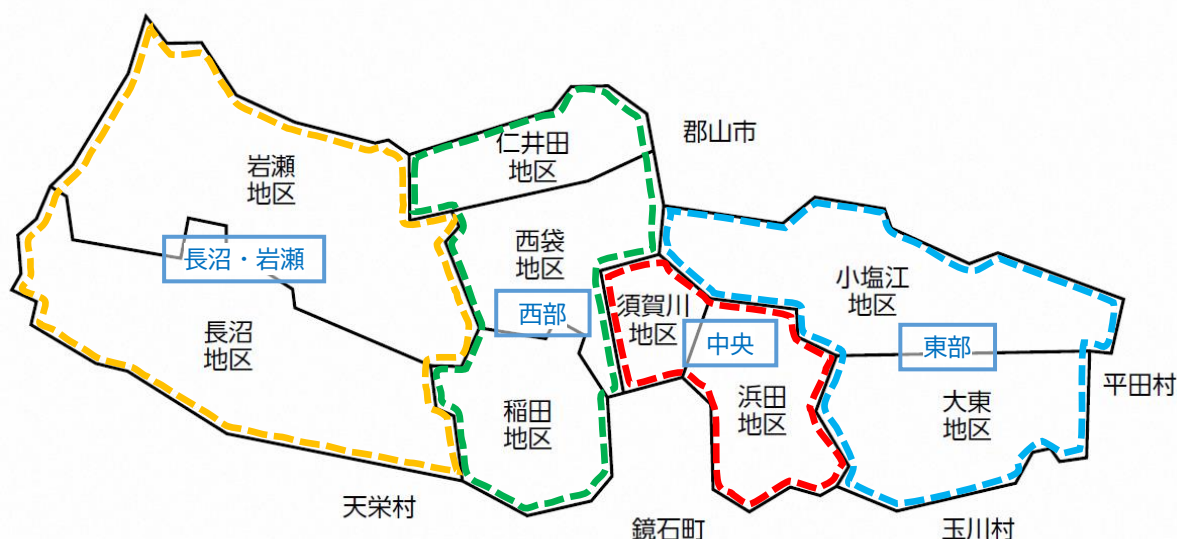 郡山市
仁井田
地区
岩瀬
地区
西袋
地区
長沼・岩瀬
小塩江
地区
須賀川
地区
西部
中央
東部
長沼
地区
平田村
浜田
地区
大東
地区
稲田
地区
天栄村
鏡石町
玉川村